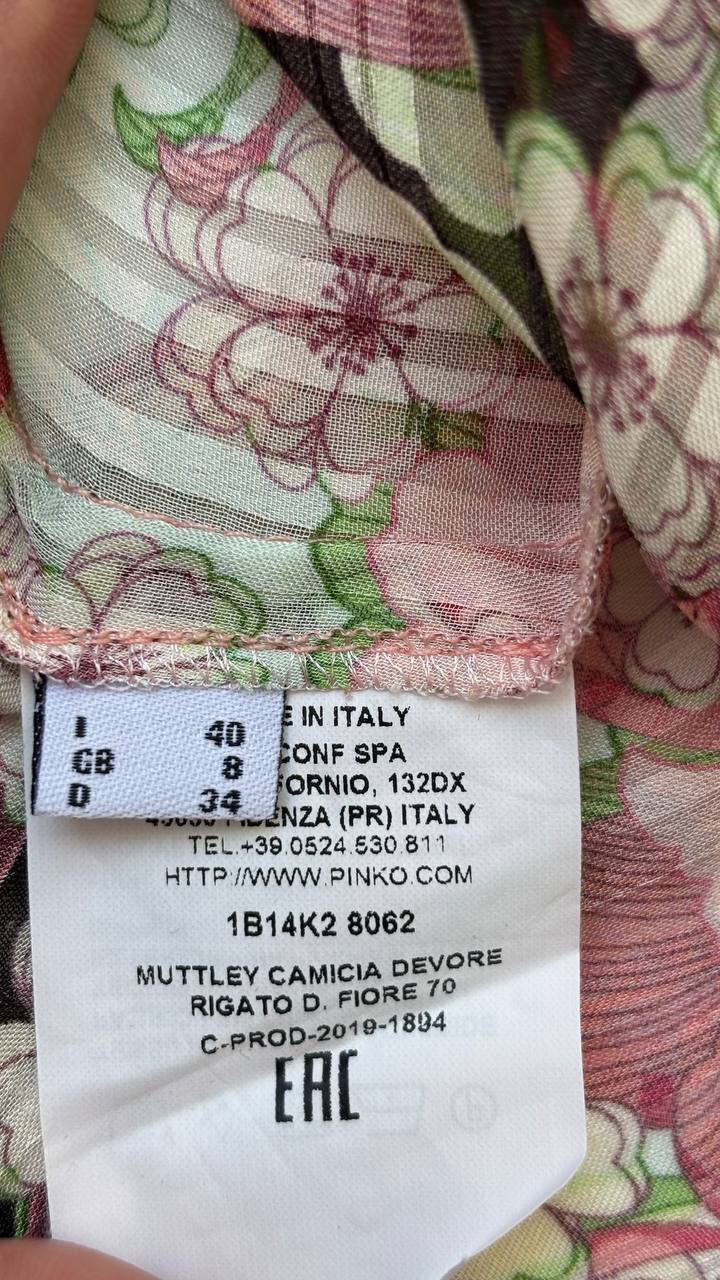 I 40
GB 8
D 34
E IN ITALY
CONF SPA
FORNIO, 132DX
(PR) ITALY
TEL.+39.0524.530.811
HTTP://WWW.PINKO.COM
1B14K2 8062
MUTTLEY CAMICIA DEVORE
RIGATO D. FIORE 70
C-PROD-2019-1894
EAC